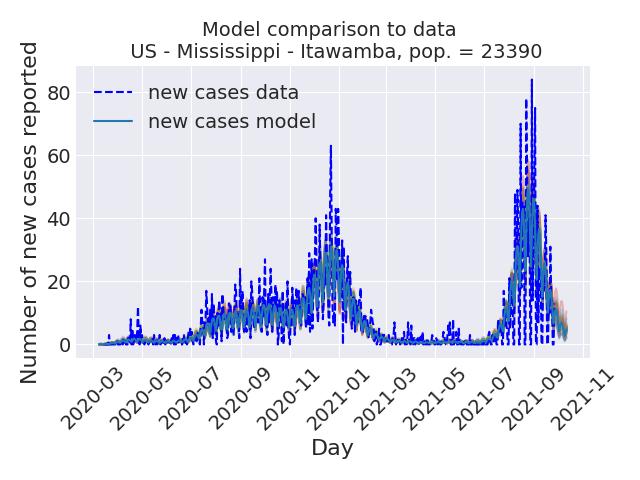 Model comparison to data
US - Mississippi - Itawamba, pop. = 23390
Number of new cases reported
80
60
40
20
0
new cases data
new cases model
2020-03
2020-05
2020-07
2020-09
2020-11
2021-01
2021-03
2021-05
2021-07
2021-09
2021-11
Day